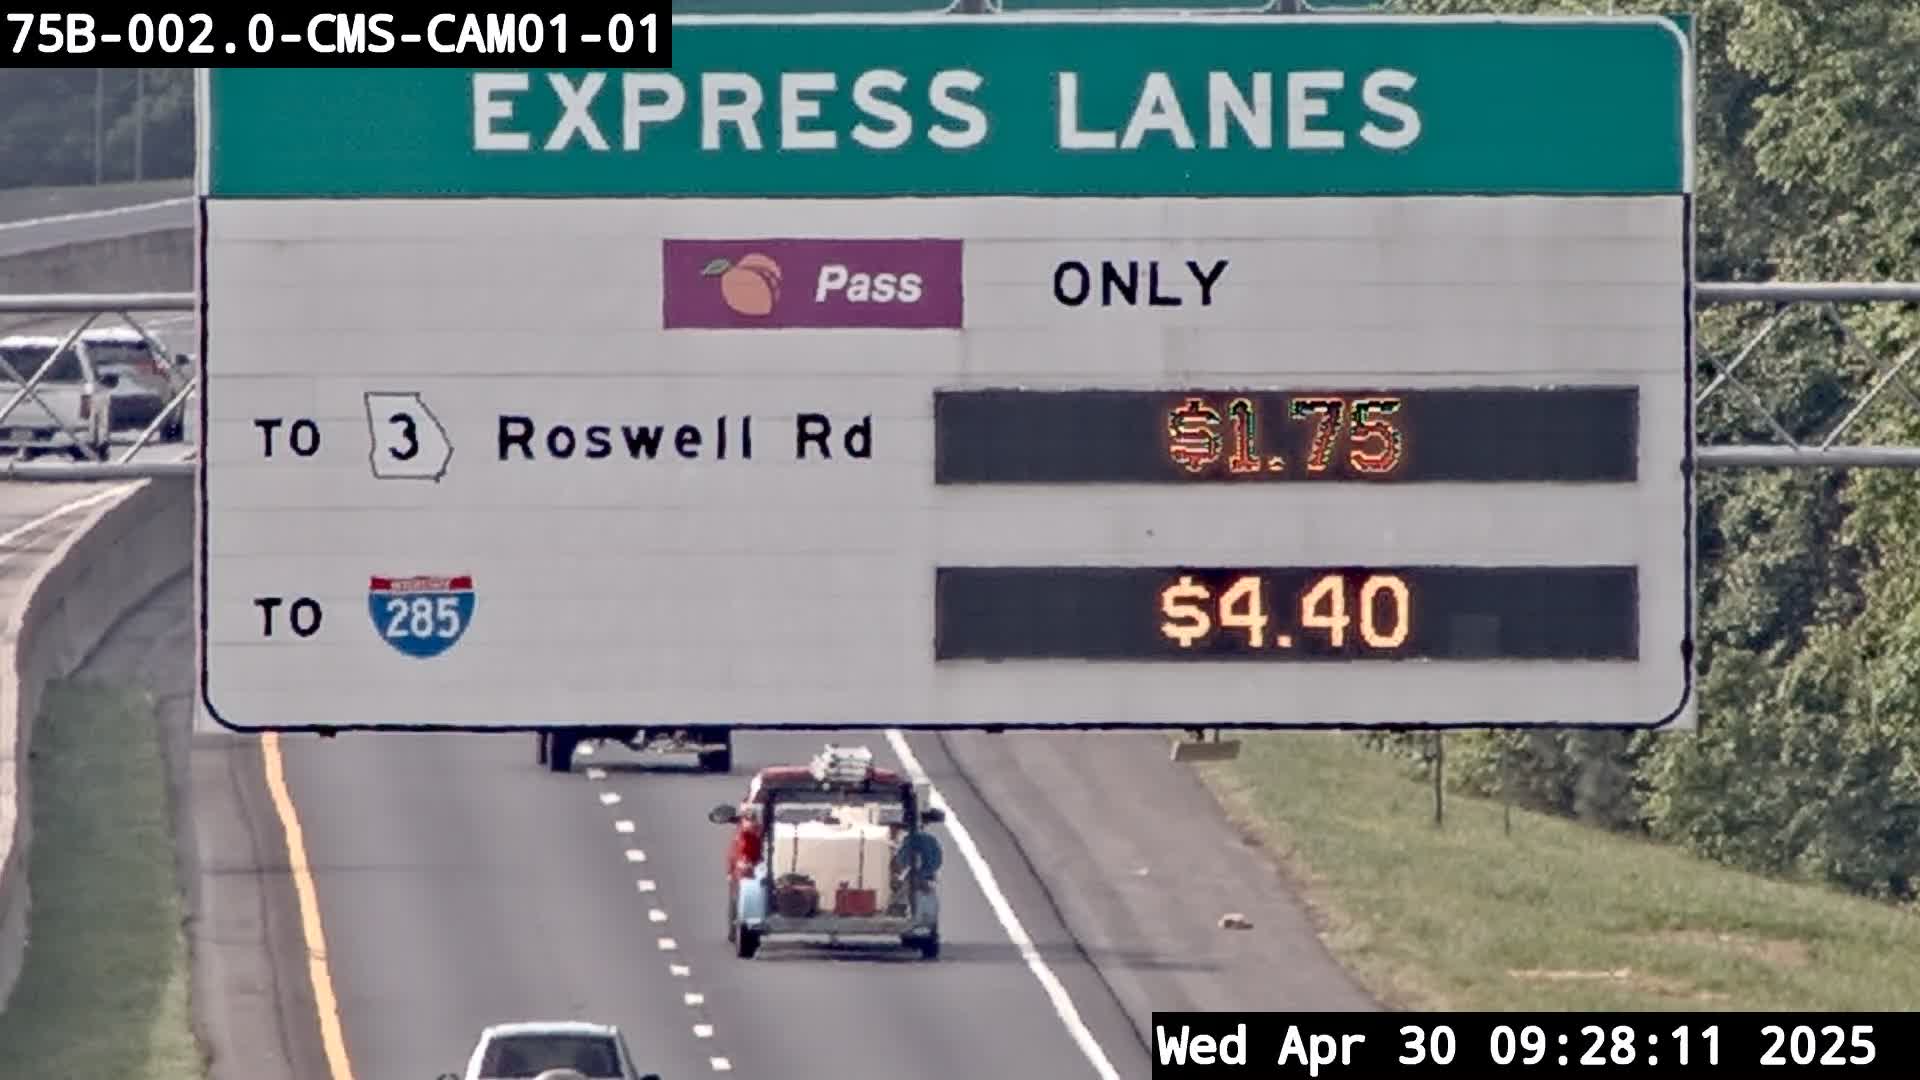 75B-002.0-CMS-CAM01-01
EXPRESS LANES
Pass ONLY
TO 3 Roswell Rd $1.75
TO INTERSTATE 285 $4.40
Wed Apr 30 09:28:11 2025